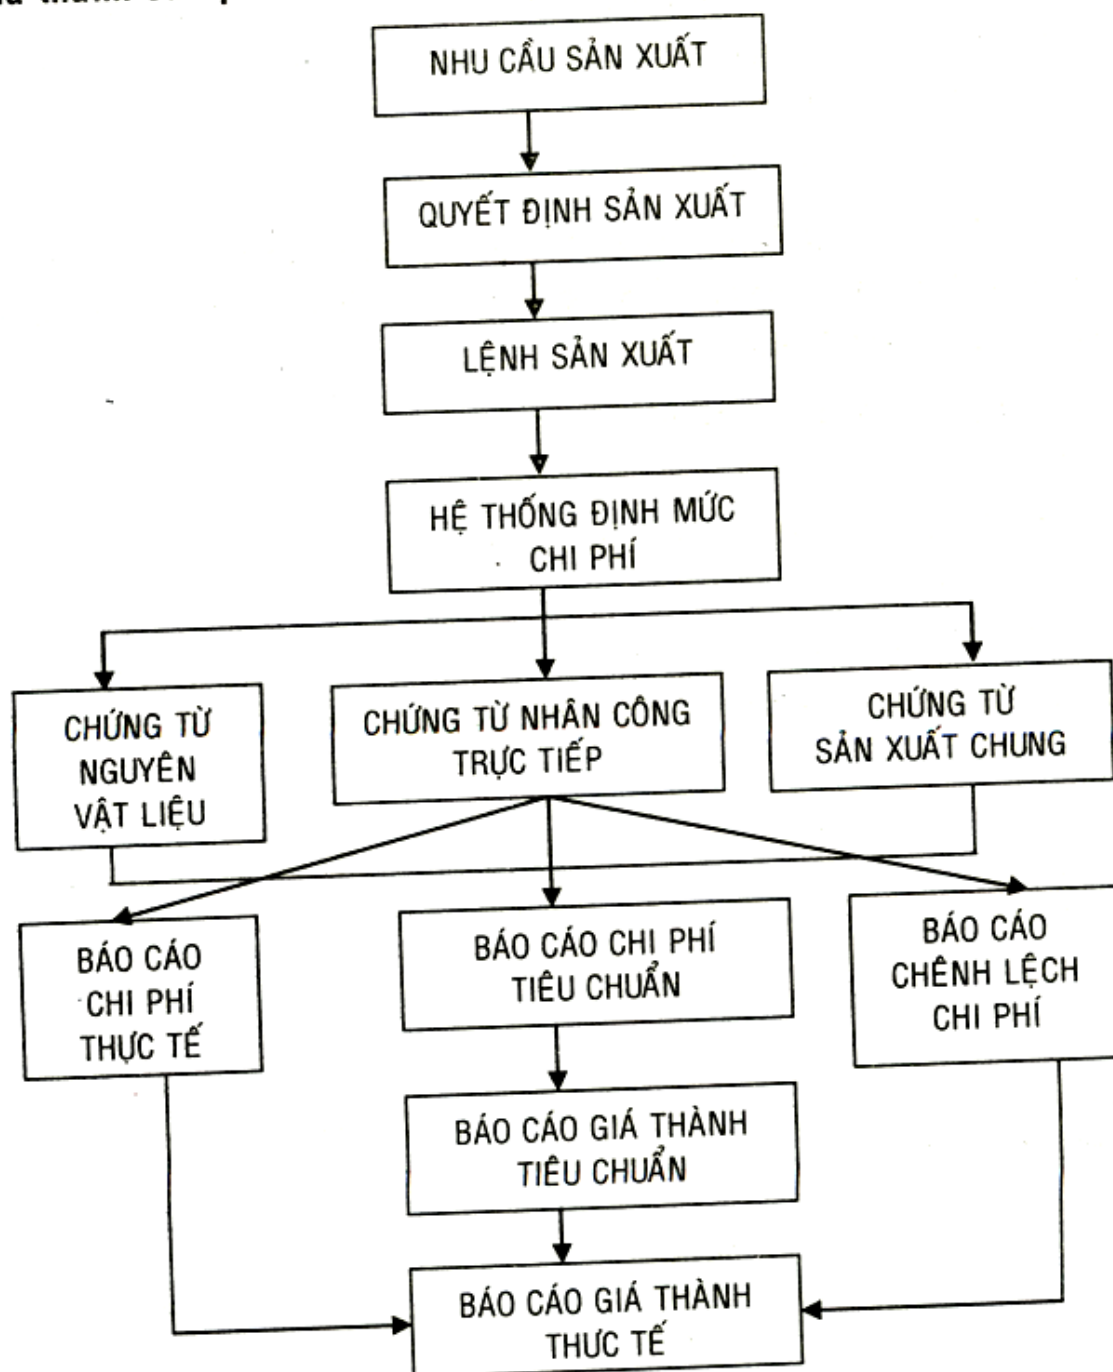 NHU CẦU SẢN XUẤT
QUYẾT ĐỊNH SẢN XUẤT
LỆNH SẢN XUẤT
HỆ THỐNG ĐỊNH MỨC
CHI PHÍ
CHỨNG TỪ
NGUYÊN
VẬT LIỆU
CHỨNG TỪ NHÂN CÔNG
TRỰC TIẾP
CHỨNG TỪ
SẢN XUẤT CHUNG
BÁO CÁO
CHI PHÍ
THỰC TẾ
BÁO CÁO CHI PHÍ
TIÊU CHUẨN
BÁO CÁO
CHÊNH LỆCH
CHI PHÍ
BÁO CÁO GIÁ THÀNH
TIÊU CHUẨN
BÁO CÁO GIÁ THÀNH
THỰC TẾ